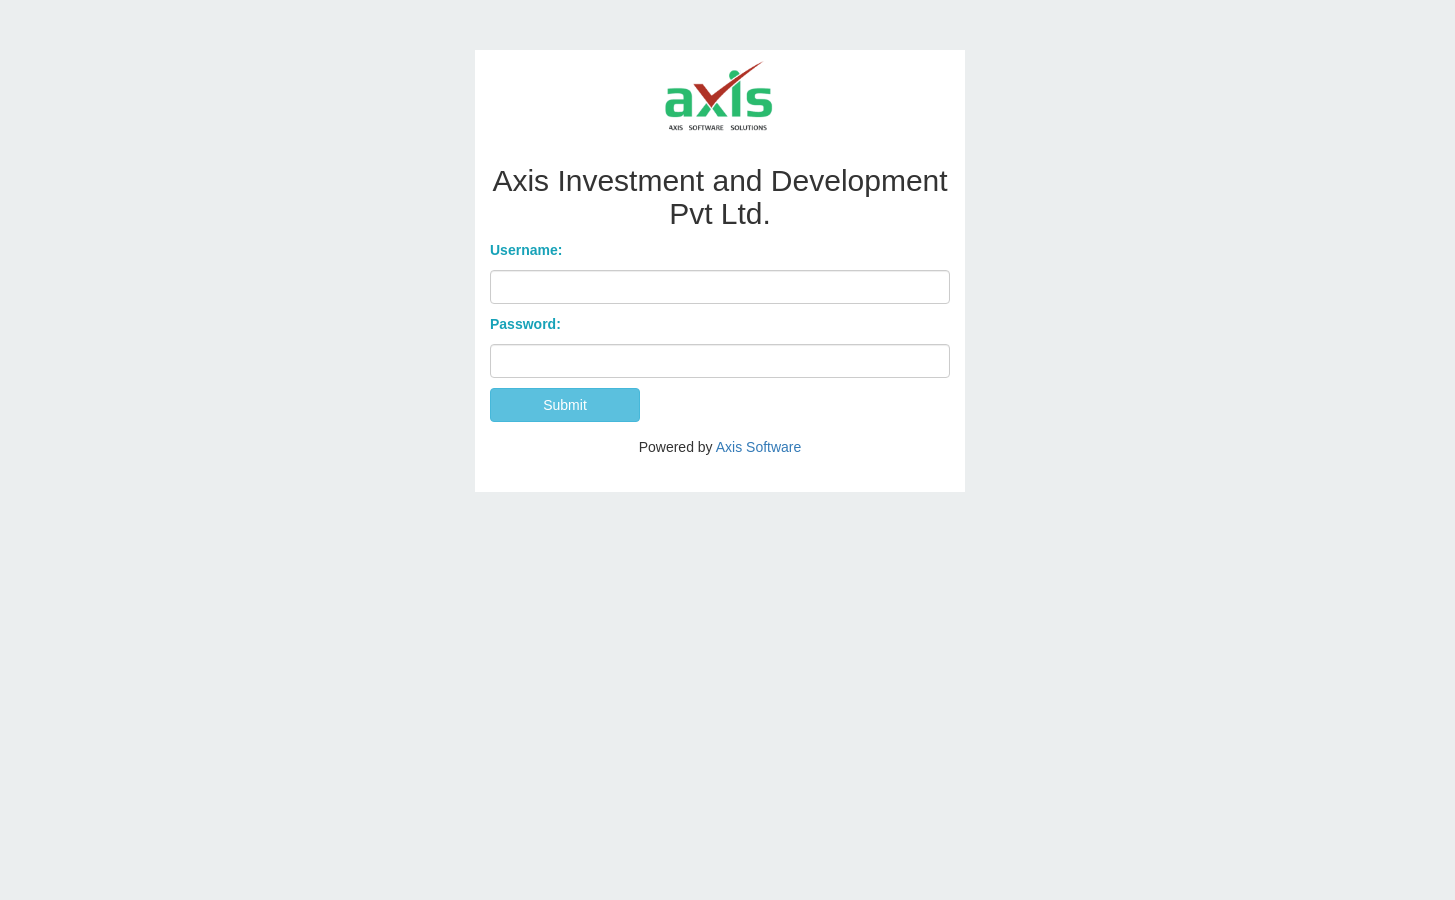 axis
AXIS SOFTWARE SOLUTIONS
Axis Investment and Development
Pvt Ltd.
Username:
Password:
Submit
Powered by Axis Software